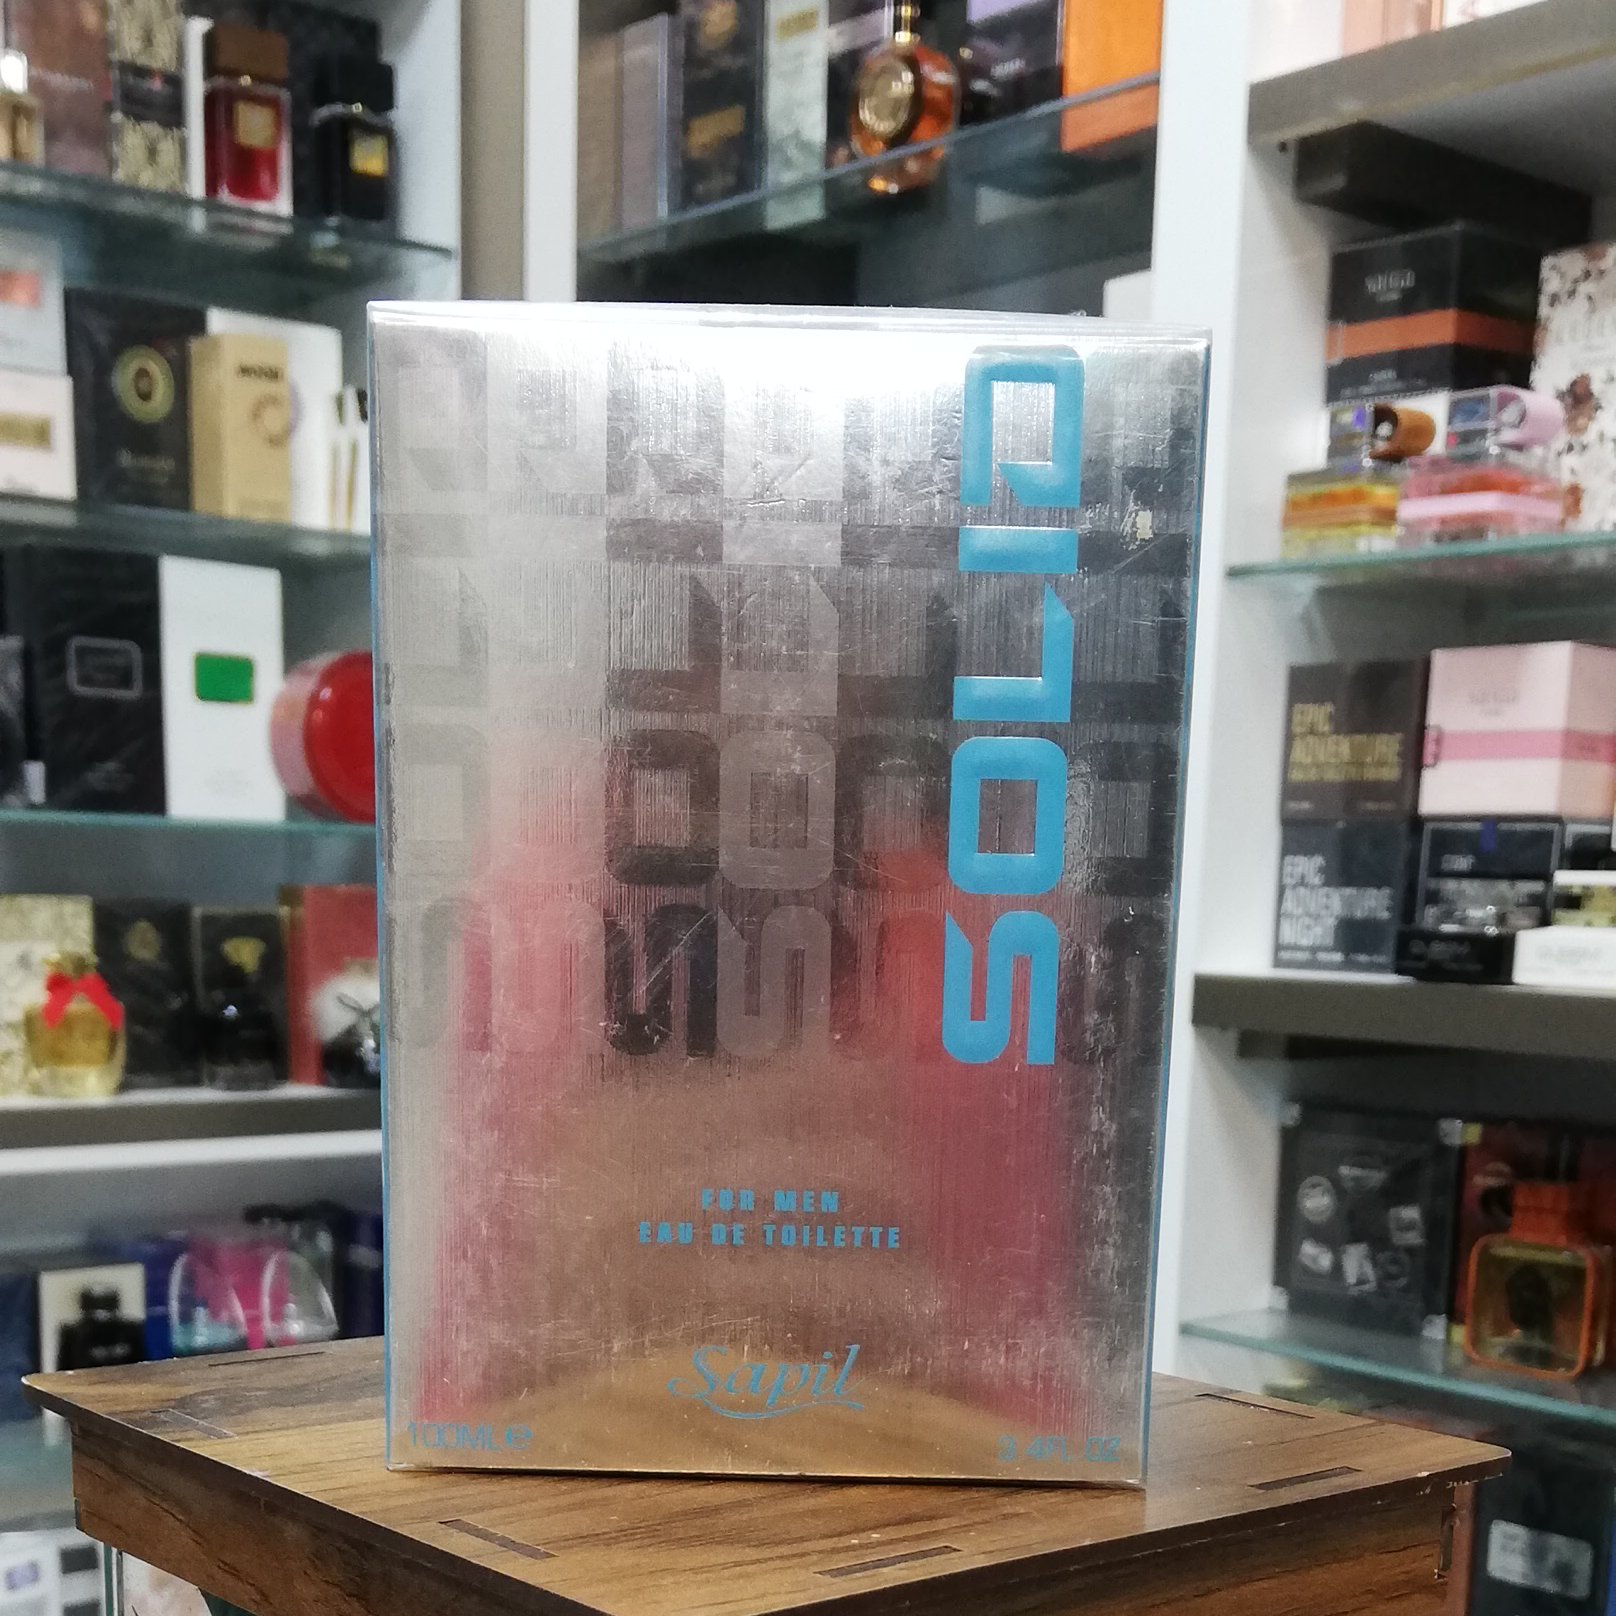 SOLID
FOR MEN
EAU DE TOILETTE
Sapil
100ML℮
3.4FL.OZ
EPIC
ADVENTURE
EPIC
ADVENTURE
NIGHT